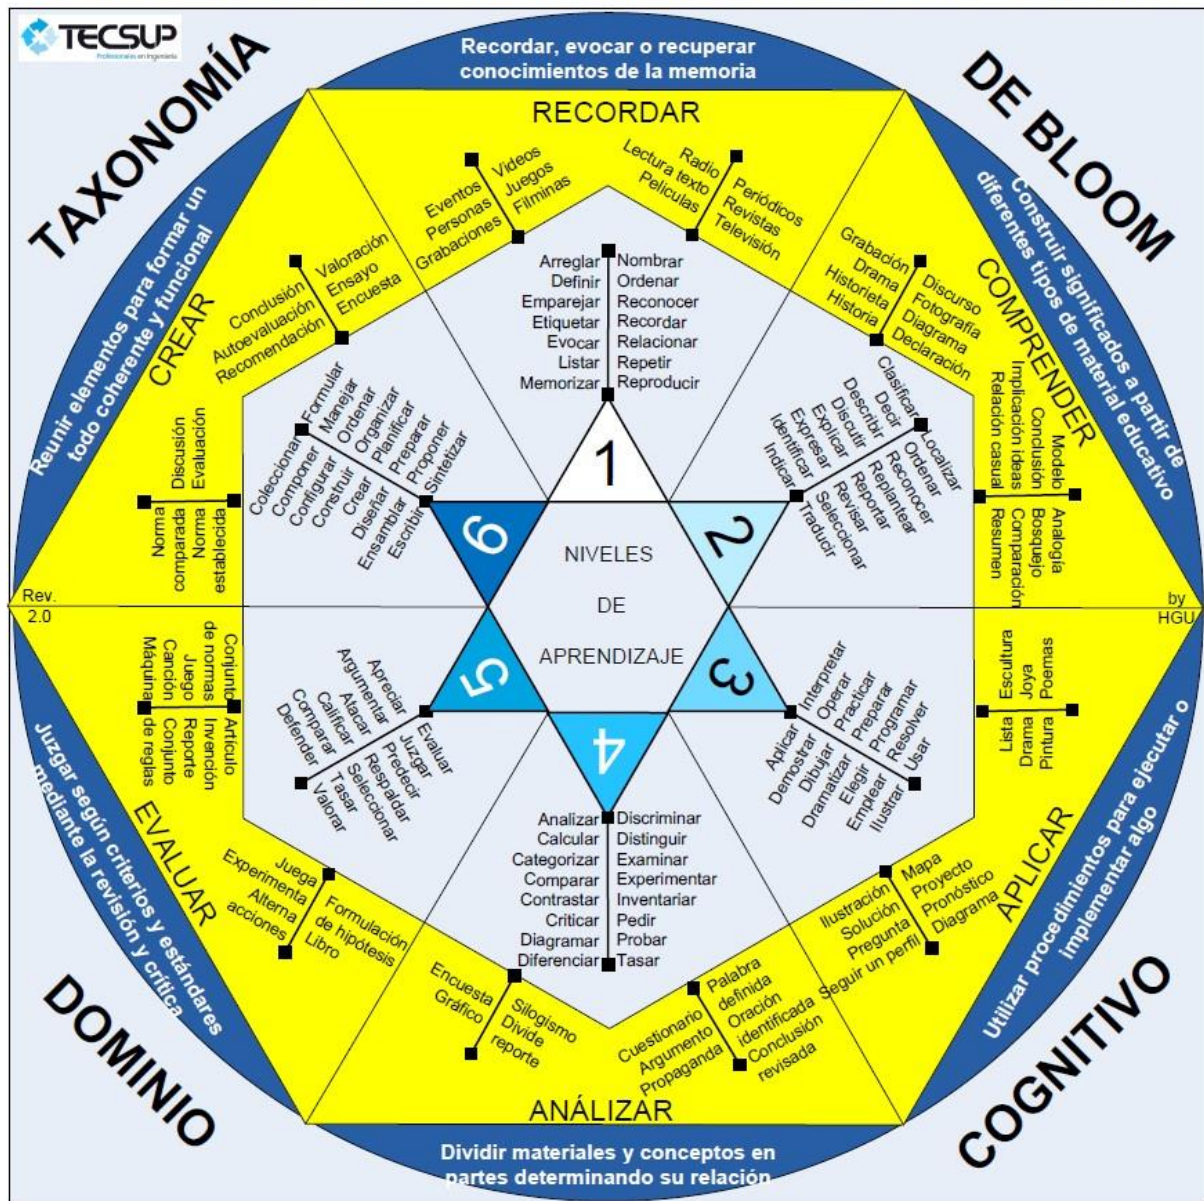 TECSUP
Profesionales en Ingeniería
TAXONOMÍA
DE BLOOM
DOMINIO
COGNITIVO
Recordar, evocar o recuperar
conocimientos de la memoria
RECORDAR
Eventos
Personas
Grabaciones
Videos
Juegos
Filminas
Radio
Lectura texto
Peliculas
Periódicos
Revistas
Televisión
Arreglar
Definir
Emparejar
Etiquetar
Evocar
Listar
Memorizar
Nombrar
Ordenar
Reconocer
Recordar
Relacionar
Repetir
Reproducir
1
Construir significados a partir de
diferentes tipos de material educativo
COMPRENDER
Grabación
Drama
Historieta
Historia
Discurso
Fotografía
Diagrama
Declaración
Modelo
Conclusión
Implicación ideas
Relación casual
Analogía
Bosquejo
Comparación
Resumen
Clasificar
Decir
Describir
Discutir
Explicar
Expresar
Identificar
Indicar
Localizar
Ordenar
Reconocer
Replantear
Reportar
Revisar
Seleccionar
Traducir
2
by
HGU
Utilizar procedimientos para ejecutar o
implementar algo
APLICAR
Escultura
Joya
Poemas
Lista
Drama
Pintura
Ilustración
Solución
Pregunta
Seguir un perfil
Mapa
Proyecto
Pronóstico
Diagrama
Aplicar
Demostrar
Dibujar
Dramatizar
Elegir
Emplear
Ilustrar
Interpretar
Operar
Practicar
Preparar
Programar
Resolver
Usar
3
Dividir materiales y conceptos en
partes determinando su relación
ANÁLIZAR
Cuestionario
Argumento
Propaganda
Palabra
definida
Oración
identificada
Conclusión
revisada
Encuesta
Gráfico
Silogismo
Divide
reporte
Analizar
Calcular
Categorizar
Comparar
Contrastar
Criticar
Diagramar
Diferenciar
Discriminar
Distinguir
Examinar
Experimentar
Inventariar
Pedir
Probar
Tasar
4
Juzgar según criterios y estándares
mediante la revisión y crítica
EVALUAR
Juega
Experimenta
Alterna
acciones
Formulación
de hipótesis
Libro
Conjunto
de normas
Juego
Canción
Máquina
Artículo
Invención
Reporte
Conjunto
de reglas
Apreciar
Argumentar
Atacar
Calificar
Comparar
Defender
Evaluar
Juzgar
Predecir
Respaldar
Seleccionar
Tasar
Valorar
5
Rev.
2.0
Reunir elementos para formar un
todo coherente y funcional
CREAR
Conclusión
Autoevaluación
Recomendación
Valoración
Ensayo
Encuesta
Discusión
Evaluación
Norma
comparada
Norma
establecida
Coleccionar
Componer
Configurar
Construir
Crear
Diseñar
Ensamblar
Escribir
Formular
Manejar
Ordenar
Organizar
Planificar
Preparar
Proponer
Sintetizar
6
NIVELES
DE
APRENDIZAJE